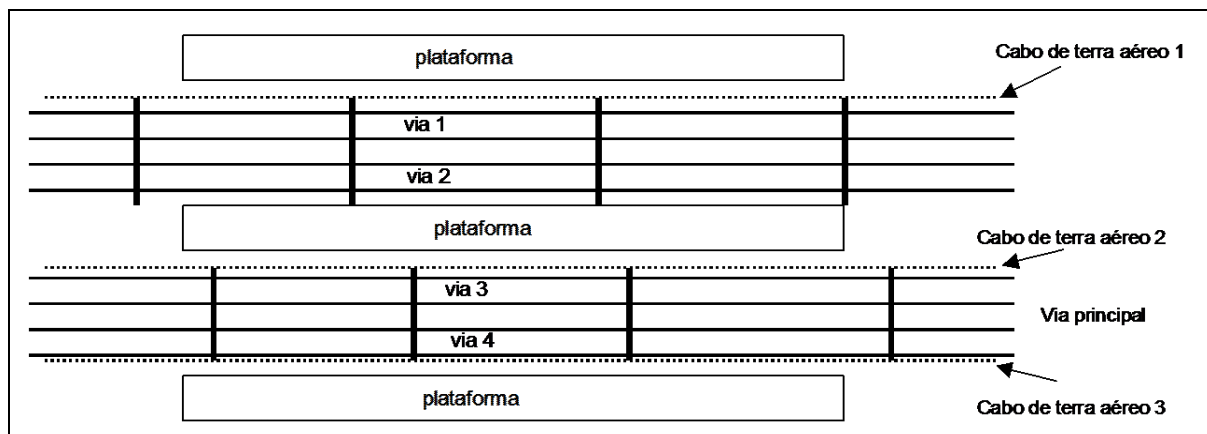 plataforma
Cabo de terra aéreo 1
via 1
via 2
plataforma
Cabo de terra aéreo 2
via 3
Via principal
via 4
plataforma
Cabo de terra aéreo 3